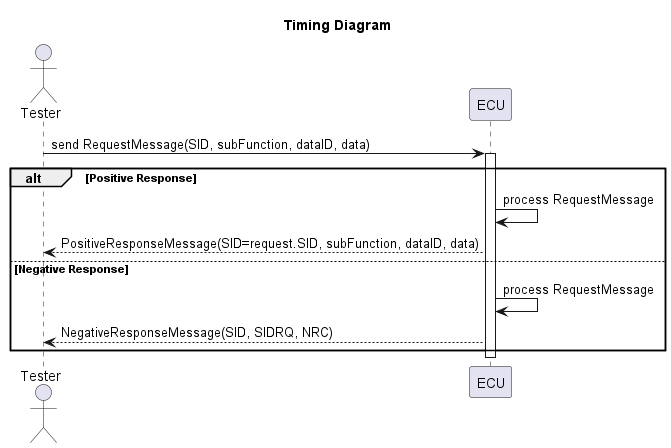 Timing Diagram
Tester
ECU
send RequestMessage(SID, subFunction, dataID, data)
alt
[Positive Response]
process RequestMessage
PositiveResponseMessage(SID=request.SID, subFunction, dataID, data)
[Negative Response]
process RequestMessage
NegativeResponseMessage(SID, SIDRQ, NRC)
Tester
ECU